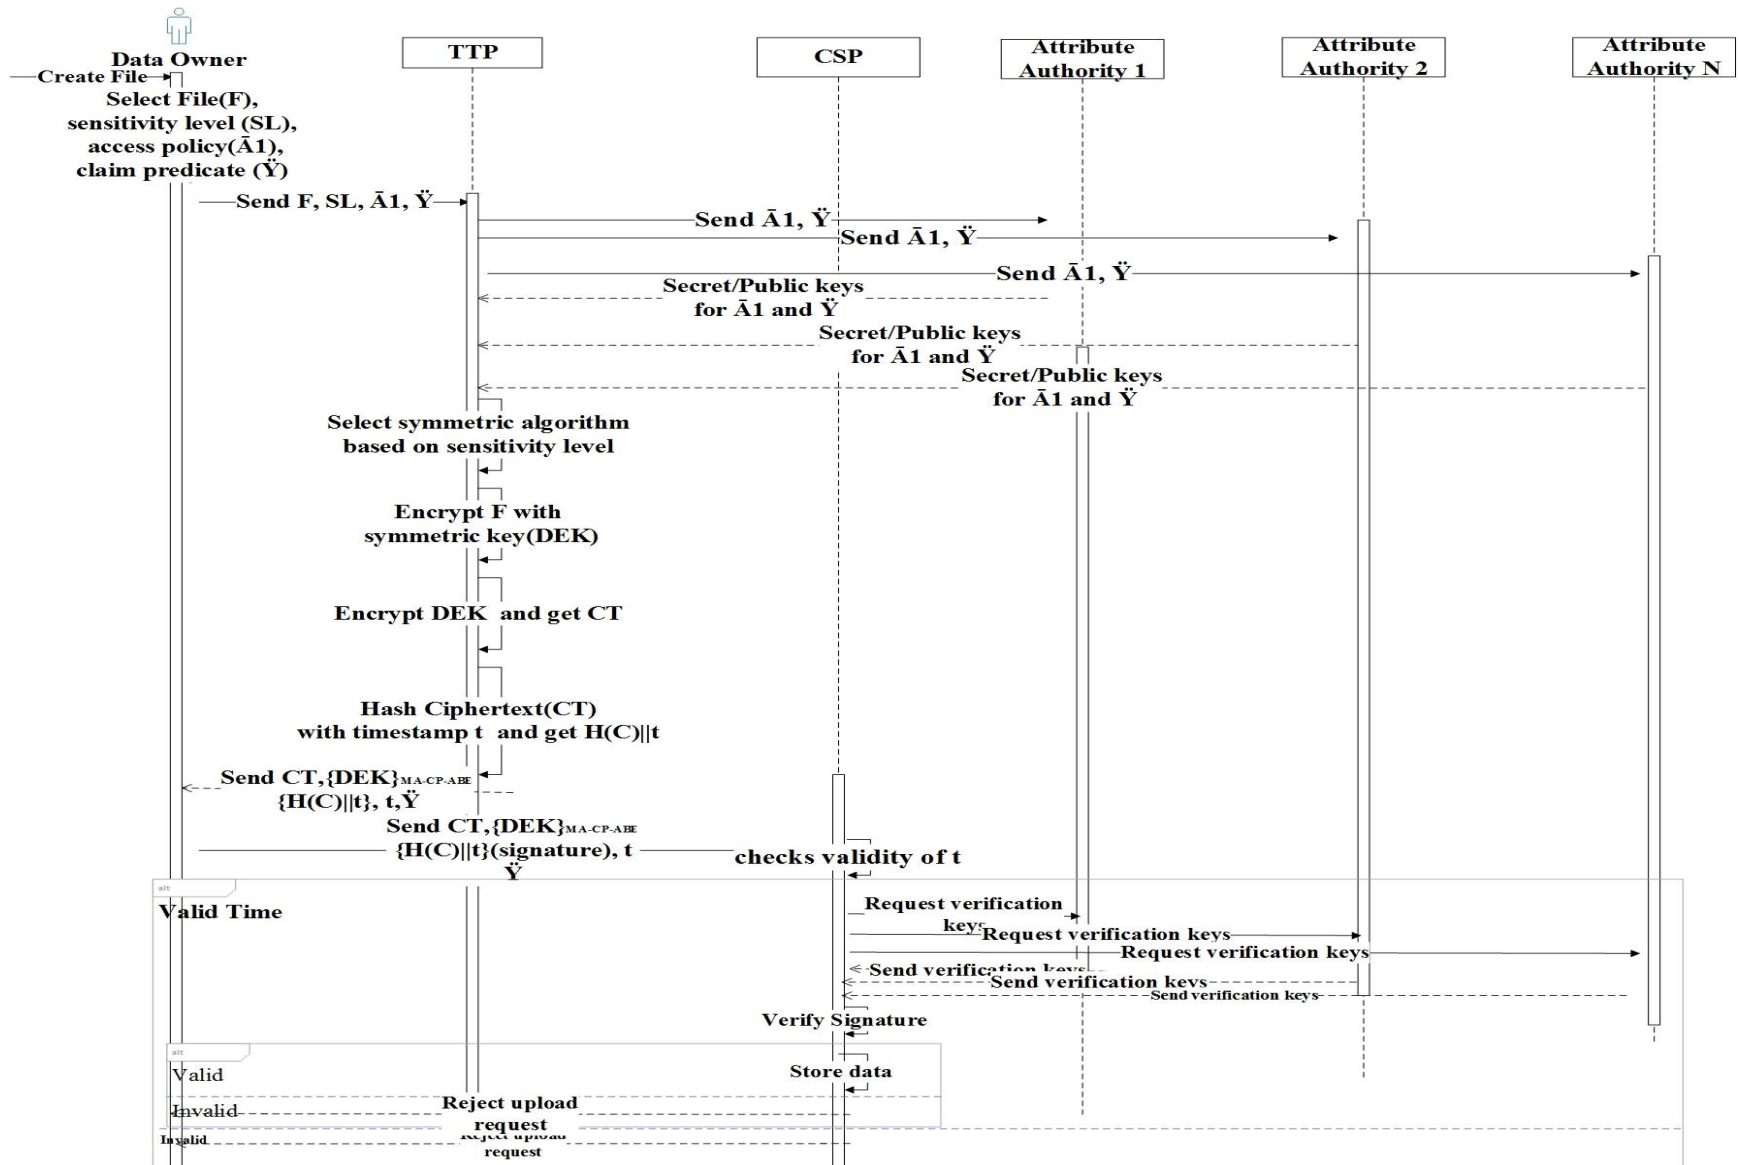 Data Owner
TTP
CSP
Attribute
Authority 1
Attribute
Authority 2
Attribute
Authority N
Create File
Select File(F),
sensitivity level (SL),
access policy(Ā1),
claim predicate (Ÿ)
Send F, SL, Ā1, Ÿ
Send Ā1, Ÿ
Send Ā1, Ÿ
Send Ā1, Ÿ
Secret/Public keys
for Ā1 and Ÿ
Secret/Public keys
for Ā1 and Ÿ
Secret/Public keys
for Ā1 and Ÿ
Select symmetric algorithm
based on sensitivity level
Encrypt F with
symmetric key(DEK)
Encrypt DEK and get CT
Hash Ciphertext(CT)
with timestamp t and get H(C)||t
Send CT,{DEK}MA-CP-ABE
{H(C)||t}, t,Ÿ
Send CT,{DEK}MA-CP-ABE
{H(C)||t}(signature), t
Ÿ
checks validity of t
alt
Valid Time
Request verification
keys
Request verification keys
Request verification keys
Send verification keys
Send verification keys
Send verification keys
Verify Signature
alt
Valid
Store data
Invalid
Reject upload
request
Invalid
Reject upload
request